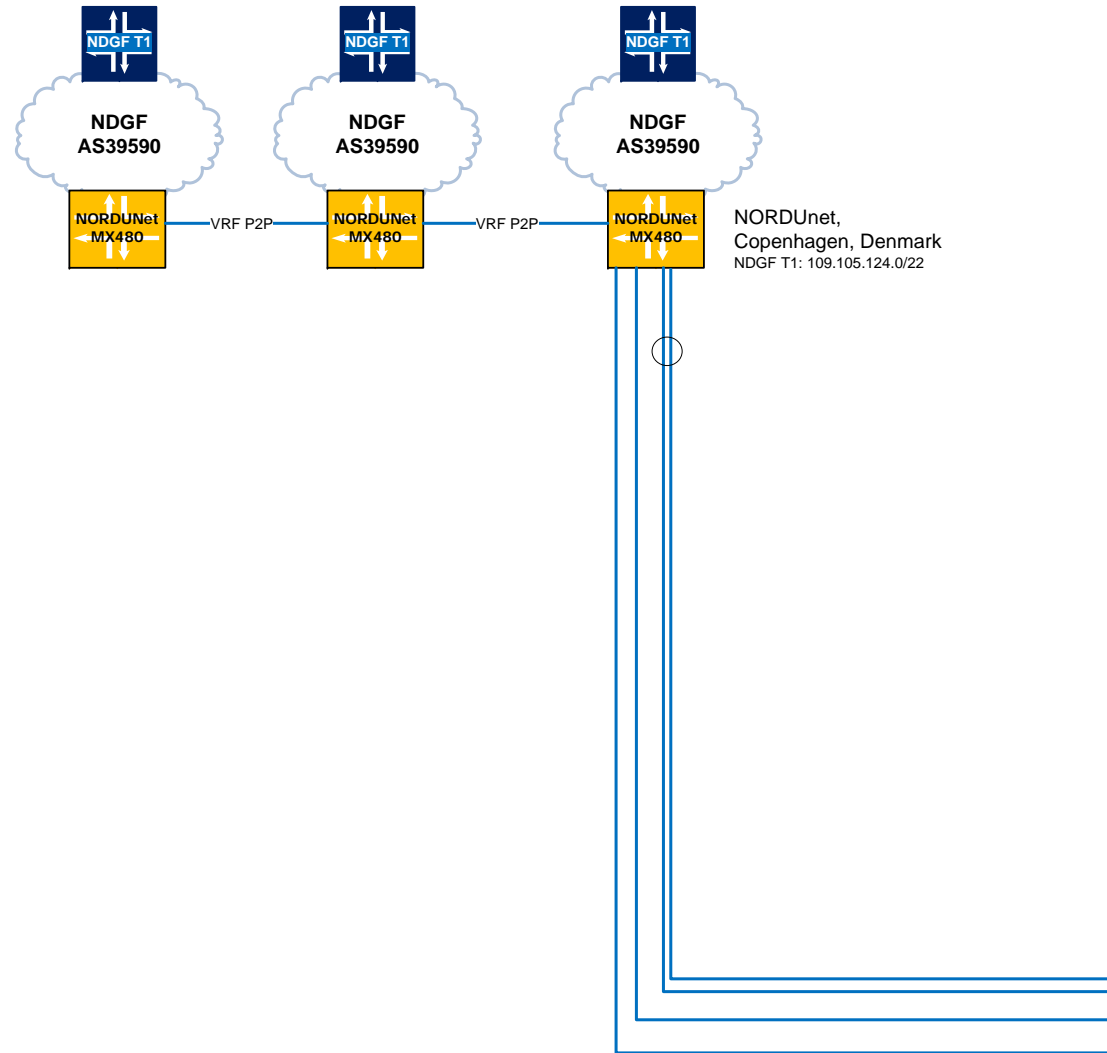 NDGF T1
NDGF T1
NDGF T1
NDGF
AS39590
NDGF
AS39590
NDGF
AS39590
NORDUNet
MX480
VRF P2P
NORDUNet
MX480
VRF P2P
NORDUNet
MX480
NORDUnet,
Copenhagen, Denmark
NDGF T1: 109.105.124.0/22